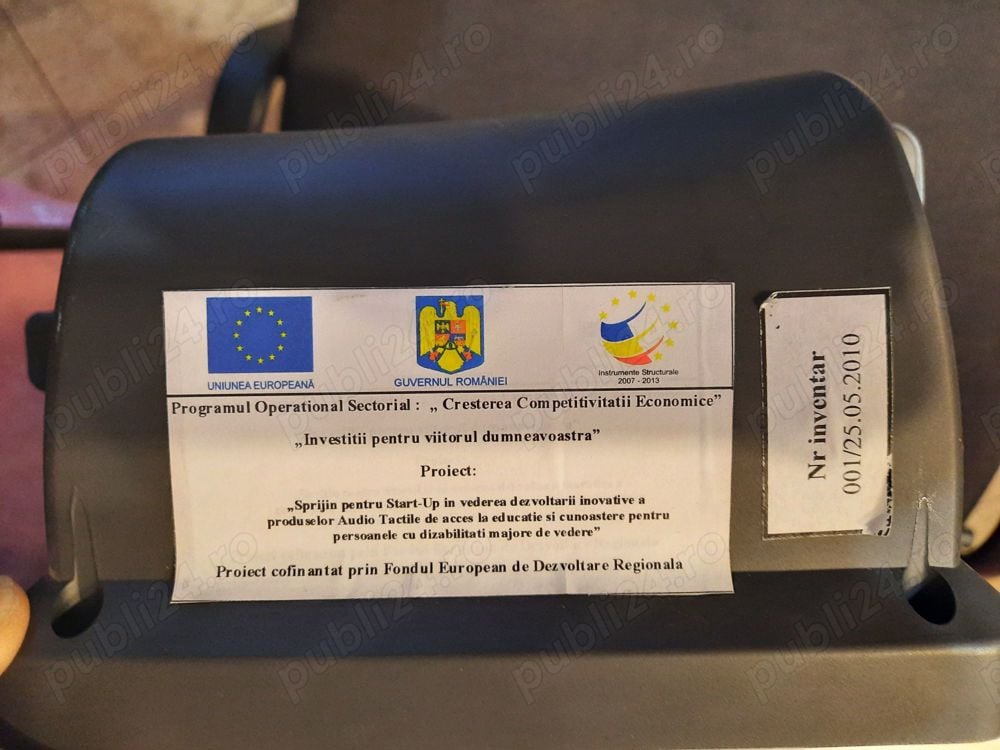 UNIUNEA EUROPEANĂ
GUVERNUL ROMÂNIEI
Instrumente Structurale
2007 - 2013
Programul Operational Sectorial : „ Cresterea Competitivitatii Economice”
„Investitii pentru viitorul dumneavoastra”
Proiect:
„Sprijin pentru Start-Up in vederea dezvoltarii inovative a
produselor Audio Tactile de acces la educatie si cunoastere pentru
persoanele cu dizabilitati majore de vedere”
Proiect cofinantat prin Fondul European de Dezvoltare Regionala
Nr inventar
001/25.05.2010
publi24.ro